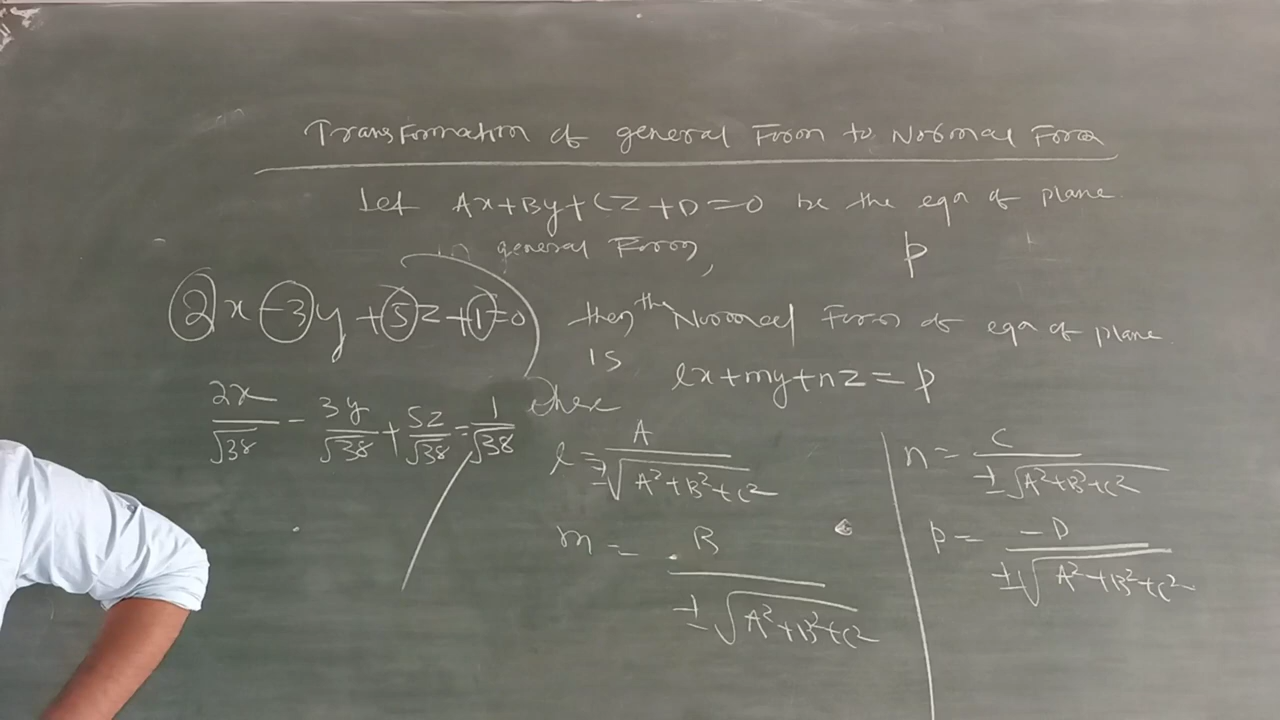 Transformation of general Form to Normal Form
Let Ax+By+CZ+D=0 be the eqn of plane
in general Form,
p
2x-3y+5z+1=0
then the Normal Form of eqn of plane
is
lx+my+nz=p
where
2x/√38 - 3y/√38 + 5z/√38 = 1/√38
l = A/±√A²+B²+C²
m = B/±√A²+B²+C²
n = C/±√A²+B²+C²
p = -D/±√A²+B²+C²